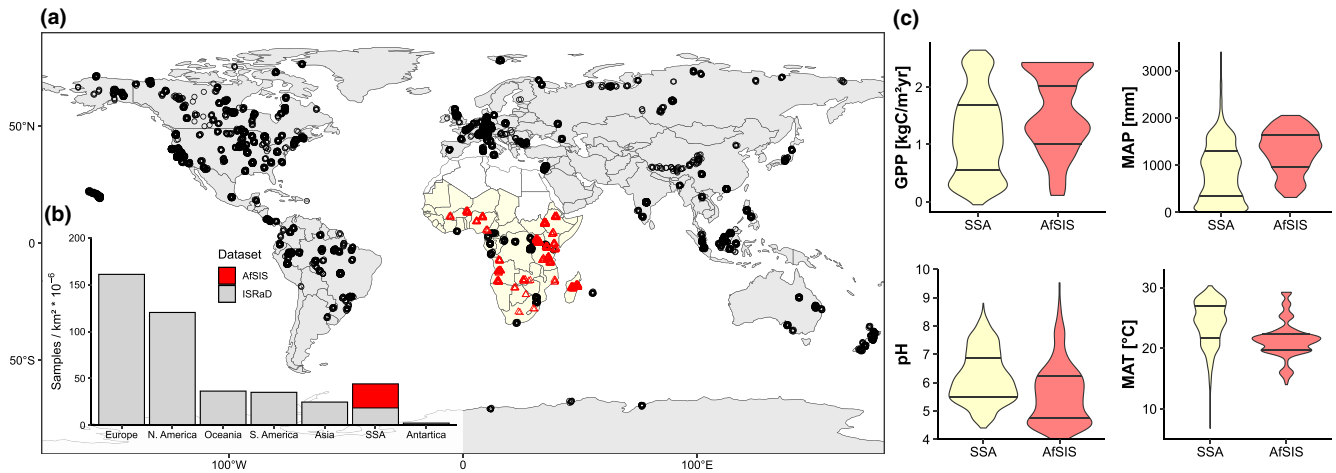 (a)
50°N
0
50°S
100°W
0
100°E
(b)
200
150
100
50
0
Samples / km² * 10⁻⁶
Dataset
AfSIS
ISRaD
Europe
N. America
Oceania
S. America
Asia
SSA
Antartica
(c)
GPP [kgC/m²yr]
2
1
0
SSA
AfSIS
MAP [mm]
3000
2000
1000
0
SSA
AfSIS
pH
10
9
8
7
6
5
4
SSA
AfSIS
MAT [°C]
30
20
10
SSA
AfSIS